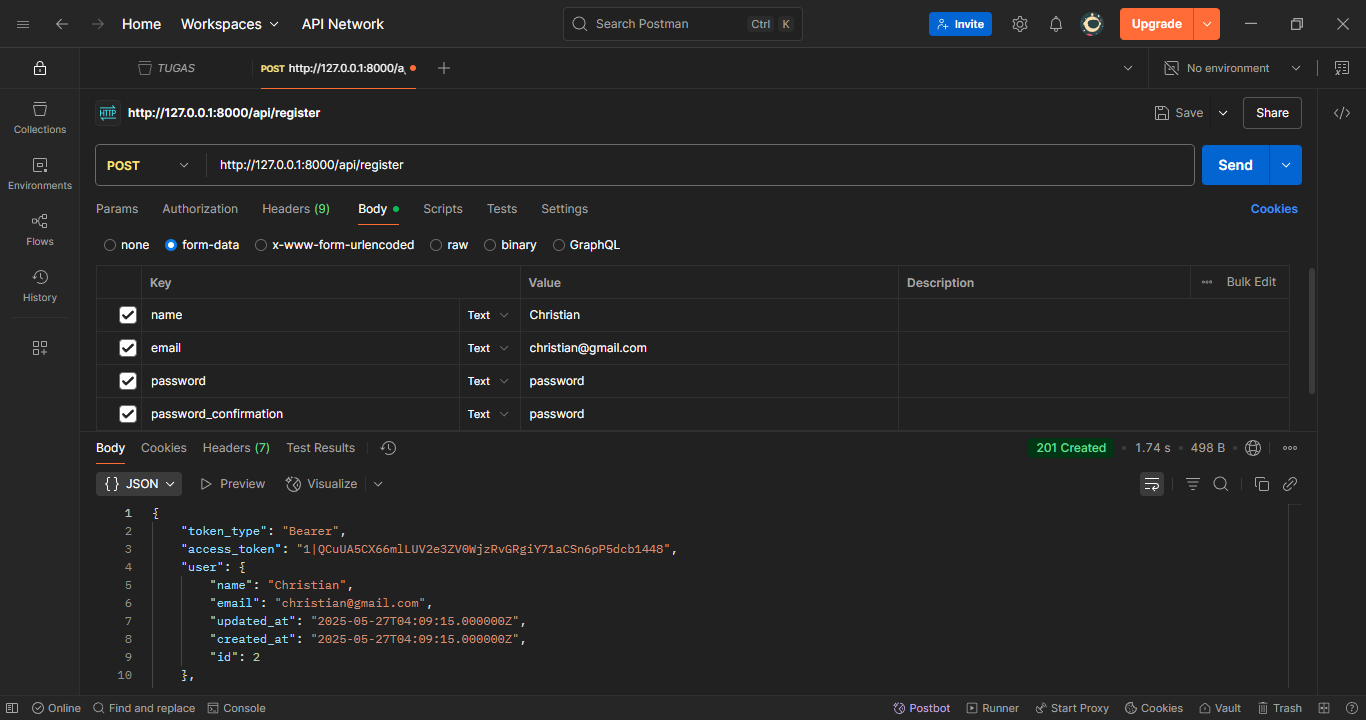 Home Workspaces API Network Search Postman Ctrl K Invite Upgrade
TUGAS POST http://127.0.0.1:8000/a No environment
HTTP http://127.0.0.1:8000/api/register Save Share
Collections
POST http://127.0.0.1:8000/api/register Send
Environments
Params Authorization Headers (9) Body Scripts Tests Settings Cookies
Flows
none form-data x-www-form-urlencoded raw binary GraphQL
History
Key Value Description Bulk Edit
name Text Christian
email Text christian@gmail.com
password Text password
password_confirmation Text password
Body Cookies Headers (7) Test Results 201 Created 1.74 s 498 B
{} JSON Preview Visualize
1 {
2 "token_type": "Bearer",
3 "access_token": "1|QCuUA5CX66mlLUV2e3ZV0WjzRvGRgiY71aCSn6pP5dcb1448",
4 "user": {
5 "name": "Christian",
6 "email": "christian@gmail.com",
7 "updated_at": "2025-05-27T04:09:15.000000Z",
8 "created_at": "2025-05-27T04:09:15.000000Z",
9 "id": 2
10 },
Online Find and replace Console Postbot Runner Start Proxy Cookies Vault Trash